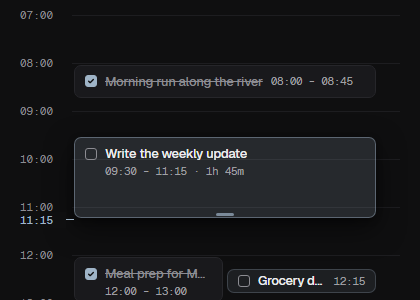 07:00
08:00
Morning run along the river 08:00 – 08:45
09:00
Write the weekly update
10:00
09:30 – 11:15 · 1h 45m
11:00
11:15
12:00
Meal prep for M…
12:00 – 13:00
Grocery d… 12:15